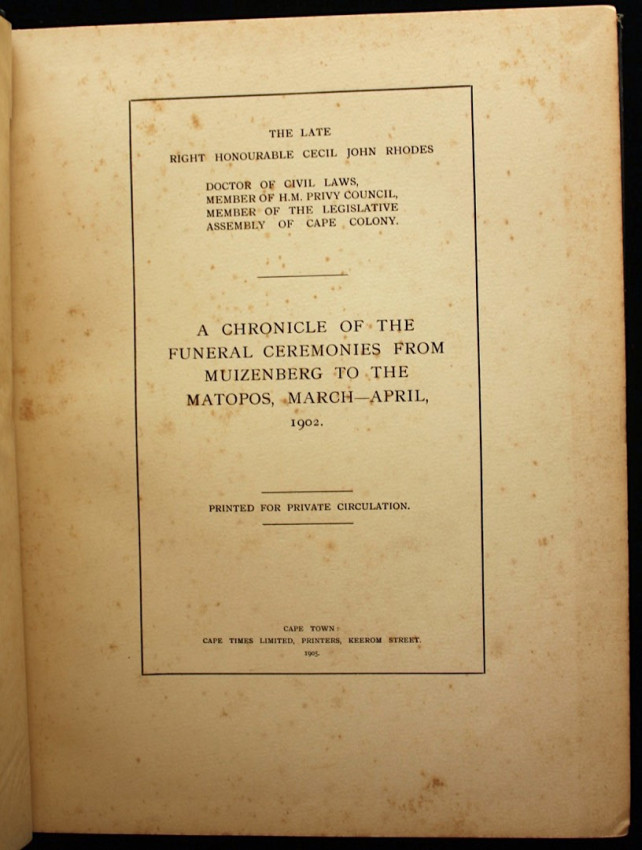 THE LATE
RIGHT HONOURABLE CECIL JOHN RHODES
DOCTOR OF CIVIL LAWS,
MEMBER OF H.M. PRIVY COUNCIL,
MEMBER OF THE LEGISLATIVE
ASSEMBLY OF CAPE COLONY.
A CHRONICLE OF THE
FUNERAL CEREMONIES FROM
MUIZENBERG TO THE
MATOPOS, MARCH—APRIL,
1902.
PRINTED FOR PRIVATE CIRCULATION.
CAPE TOWN:
CAPE TIMES LIMITED, PRINTERS, KEEROM STREET.
1905.